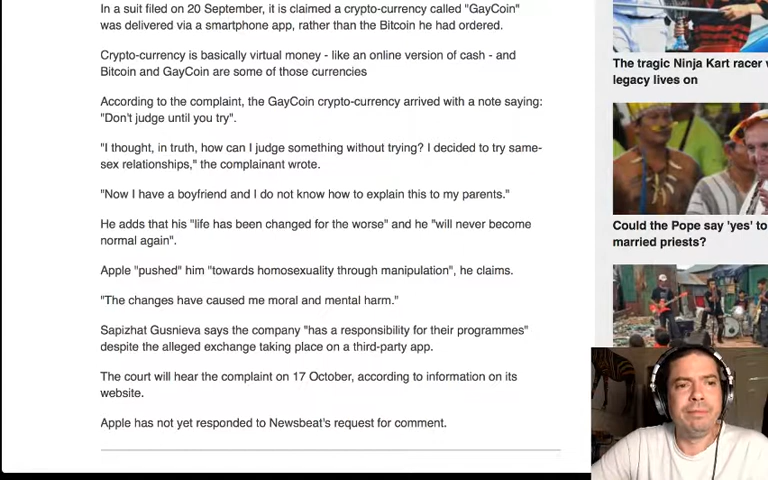 In a suit filed on 20 September, it is claimed a crypto-currency called "GayCoin"
was delivered via a smartphone app, rather than the Bitcoin he had ordered.
Crypto-currency is basically virtual money - like an online version of cash - and
Bitcoin and GayCoin are some of those currencies
According to the complaint, the GayCoin crypto-currency arrived with a note saying:
"Don't judge until you try".
"I thought, in truth, how can I judge something without trying? I decided to try same-
sex relationships," the complainant wrote.
"Now I have a boyfriend and I do not know how to explain this to my parents."
He adds that his "life has been changed for the worse" and he "will never become
normal again".
Apple "pushed" him "towards homosexuality through manipulation", he claims.
"The changes have caused me moral and mental harm."
Sapizhat Gusnieva says the company "has a responsibility for their programmes"
despite the alleged exchange taking place on a third-party app.
The court will hear the complaint on 17 October, according to information on its
website.
Apple has not yet responded to Newsbeat's request for comment.
The tragic Ninja Kart racer
legacy lives on
Could the Pope say 'yes' to
married priests?